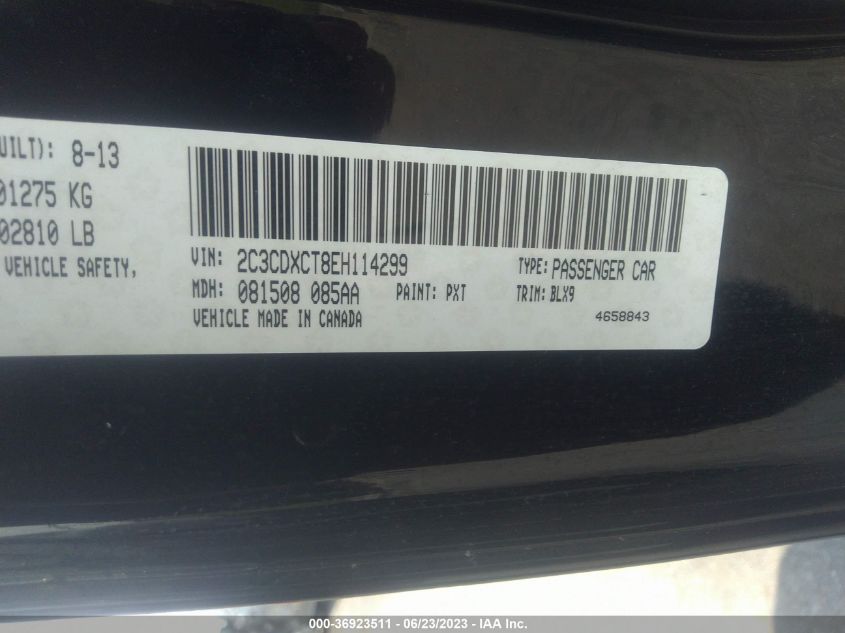 UILT): 8-13
01275 KG
02810 LB
VEHICLE SAFETY,
VIN: 2C3CDXCT8EH114299 TYPE: PASSENGER CAR
MDH: 081508 085AA PAINT: PXT TRIM: BLX9
VEHICLE MADE IN CANADA 4658843
000-36923511 - 06/23/2023 - IAA Inc.